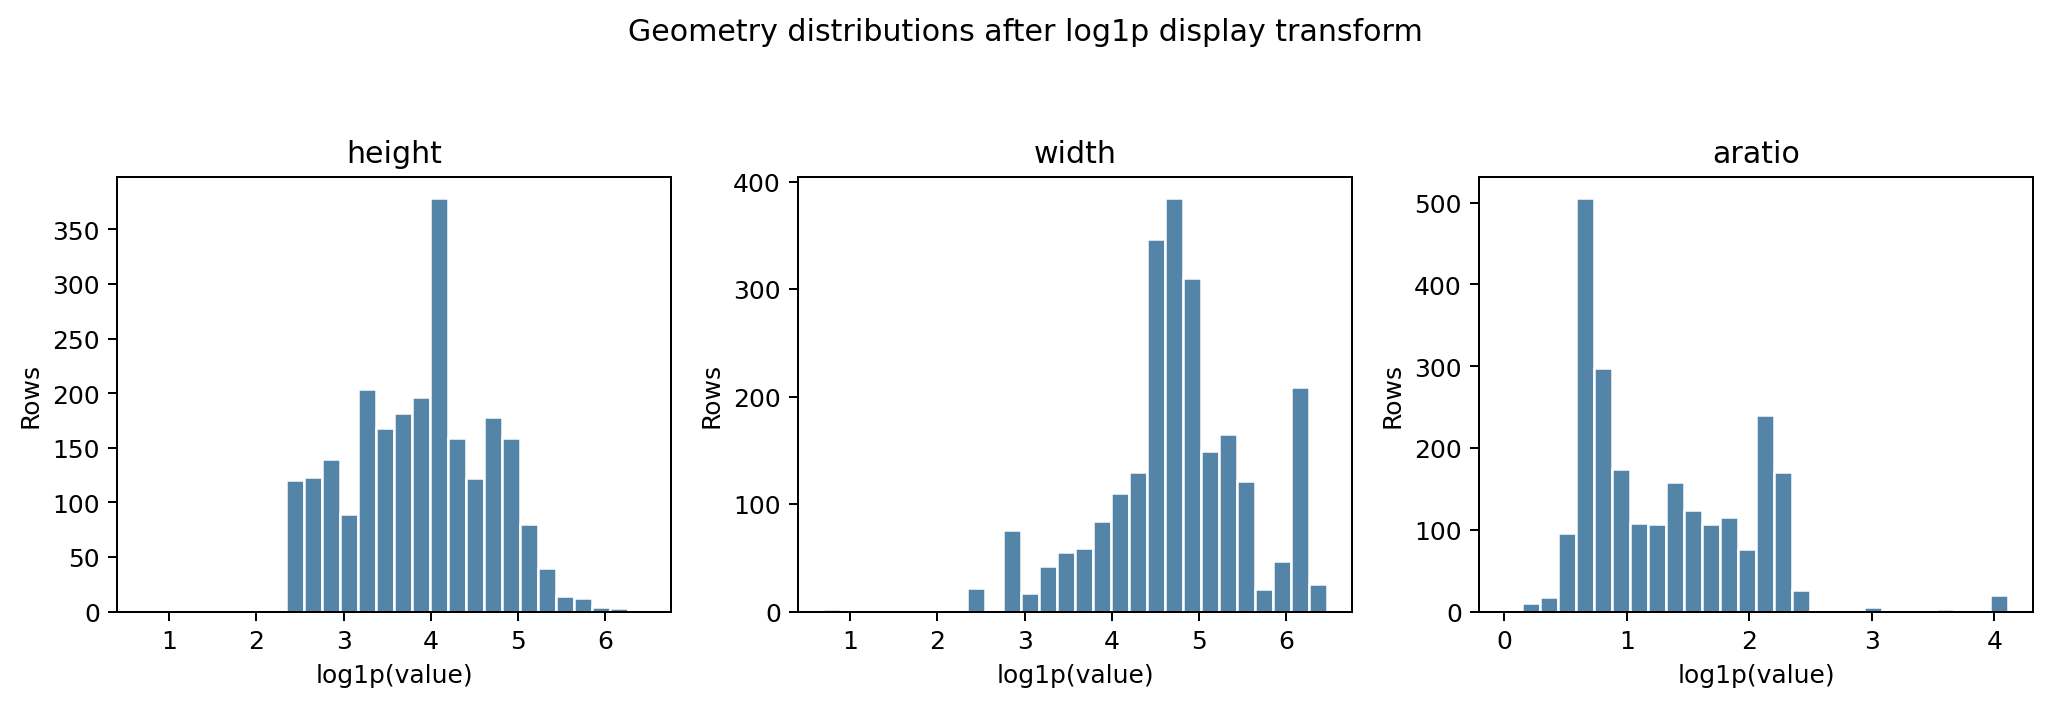 Geometry distributions after log1p display transform
height
350
300
250
200
150
100
50
0
Rows
1 2 3 4 5 6
log1p(value)
width
400
300
200
100
0
Rows
1 2 3 4 5 6
log1p(value)
aratio
500
400
300
200
100
0
Rows
0 1 2 3 4
log1p(value)